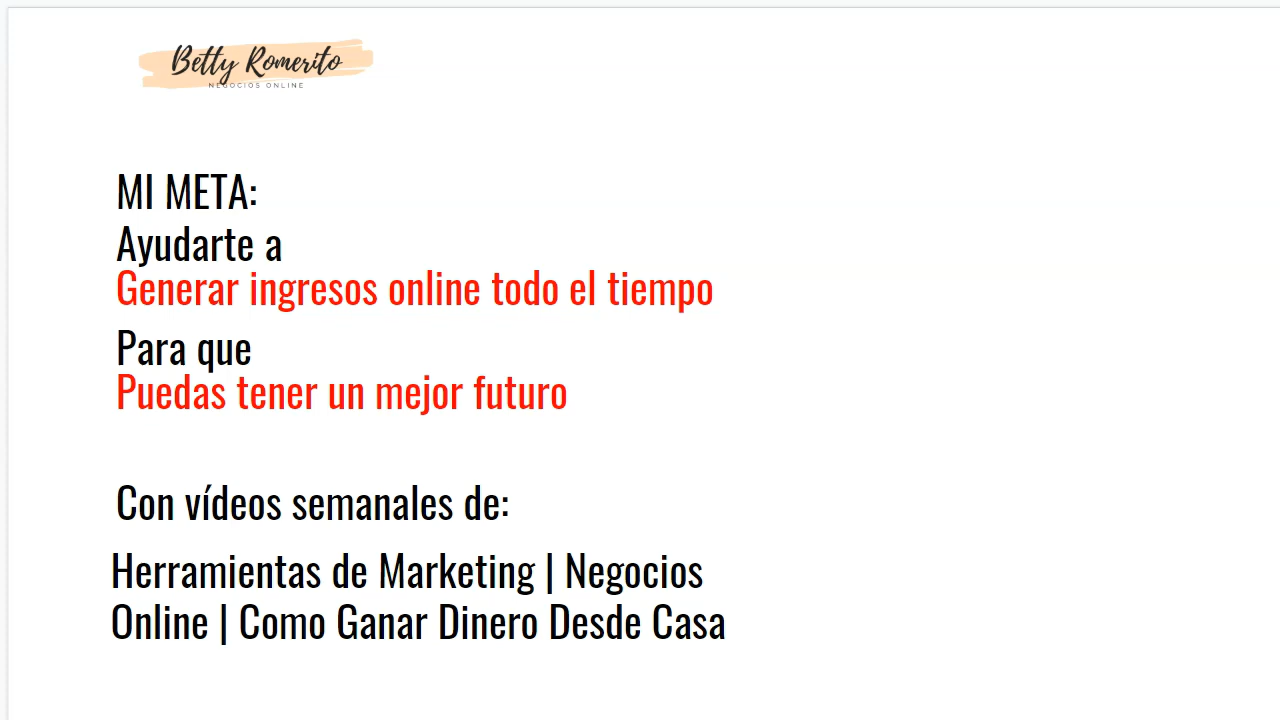 Betty Romerito
NEGOCIOS ONLINE
MI META:
Ayudarte a
Generar ingresos online todo el tiempo
Para que
Puedas tener un mejor futuro
Con vídeos semanales de:
Herramientas de Marketing | Negocios
Online | Como Ganar Dinero Desde Casa